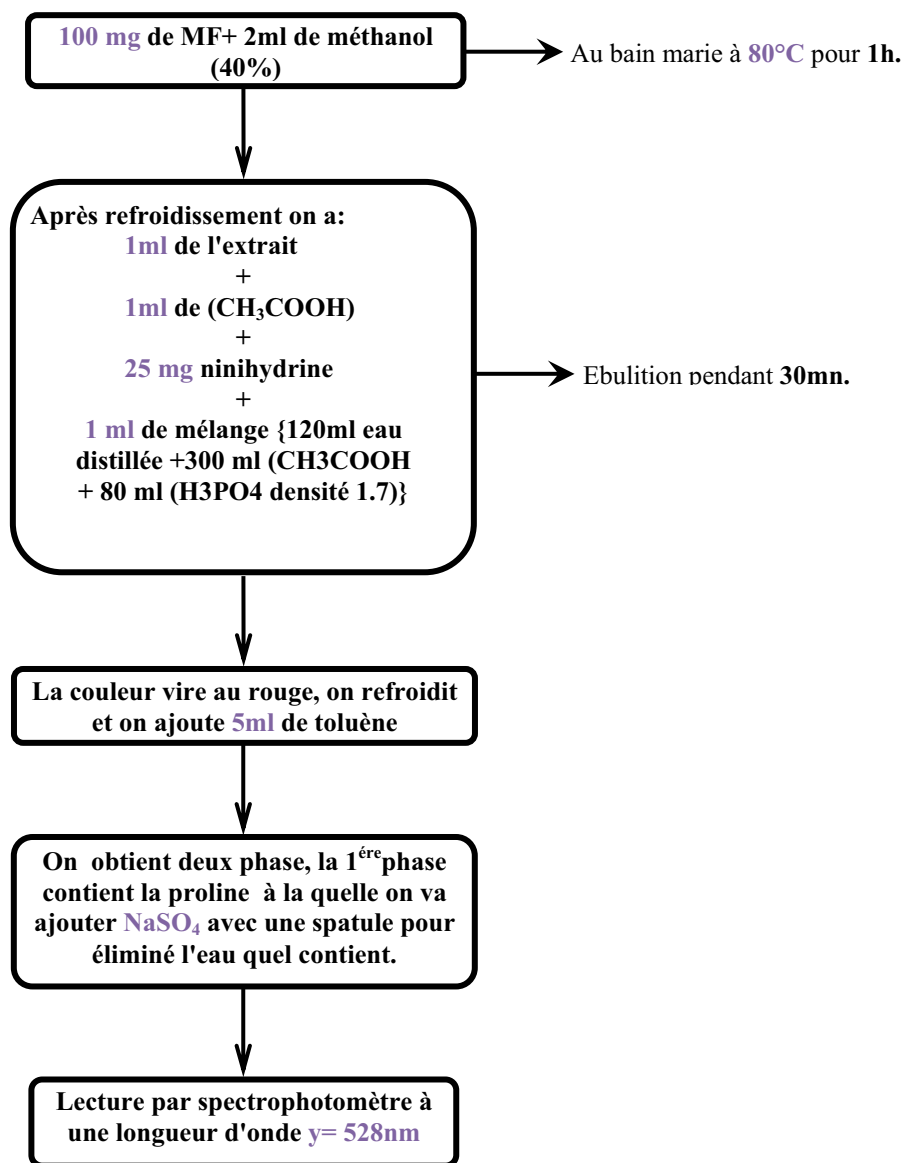 100 mg de MF+ 2ml de méthanol
(40%)
Au bain marie à 80°C pour 1h.
Après refroidissement on a:
1ml de l'extrait
+
1ml de (CH₃COOH)
+
25 mg ninihydrine
+
1 ml de mélange {120ml eau
distillée +300 ml (CH3COOH
+ 80 ml (H3PO4 densité 1.7)}
Ebulition pendant 30mn.
La couleur vire au rouge, on refroidit
et on ajoute 5ml de toluène
On obtient deux phase, la 1ᵉ́ʳᵉ phase
contient la proline à la quelle on va
ajouter NaSO₄ avec une spatule pour
éliminé l'eau quel contient.
Lecture par spectrophotomètre à
une longueur d'onde y= 528nm